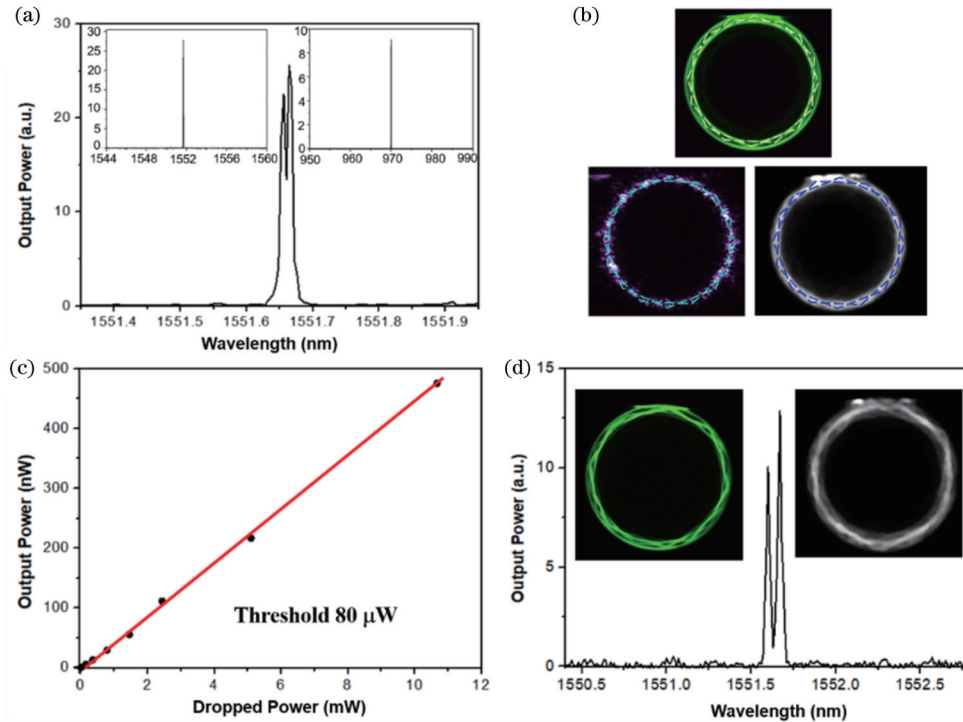 (a)
Output Power (a.u.)
30
20
10
0
30
25
20
15
10
5
0
1544 1548 1552 1556 1560
10
8
6
4
2
0
950 960 970 980 990
1551.4 1551.5 1551.6 1551.7 1551.8 1551.9
Wavelength (nm)
(b)
(c)
Output Power (nW)
500
400
300
200
100
0
Threshold 80 μW
0 2 4 6 8 10 12
Dropped Power (mW)
(d)
Output Power (a.u.)
15
10
5
0
1550.5 1551.0 1551.5 1552.0 1552.5
Wavelength (nm)